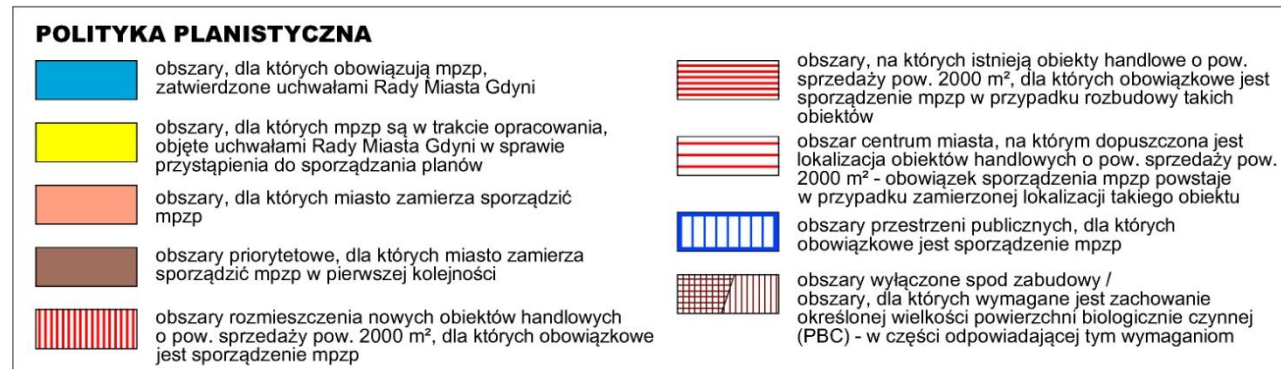 POLITYKA PLANISTYCZNA
obszary, dla których obowiązują mpzp,
zatwierdzone uchwałami Rady Miasta Gdyni
obszary, dla których mpzp są w trakcie opracowania,
objęte uchwałami Rady Miasta Gdyni w sprawie
przystąpienia do sporządzania planów
obszary, dla których miasto zamierza sporządzić
mpzp
obszary priorytetowe, dla których miasto zamierza
sporządzić mpzp w pierwszej kolejności
obszary rozmieszczenia nowych obiektów handlowych
o pow. sprzedaży pow. 2000 m², dla których obowiązkowe
jest sporządzenie mpzp
obszary, na których istnieją obiekty handlowe o pow.
sprzedaży pow. 2000 m², dla których obowiązkowe jest
sporządzenie mpzp w przypadku rozbudowy takich
obiektów
obszar centrum miasta, na którym dopuszczona jest
lokalizacja obiektów handlowych o pow. sprzedaży pow.
2000 m² - obowiązek sporządzenia mpzp powstaje
w przypadku zamierzonej lokalizacji takiego obiektu
obszary przestrzeni publicznych, dla których
obowiązkowe jest sporządzenie mpzp
obszary wyłączone spod zabudowy /
obszary, dla których wymagane jest zachowanie
określonej wielkości powierzchni biologicznie czynnej
(PBC) - w części odpowiadającej tym wymaganiom